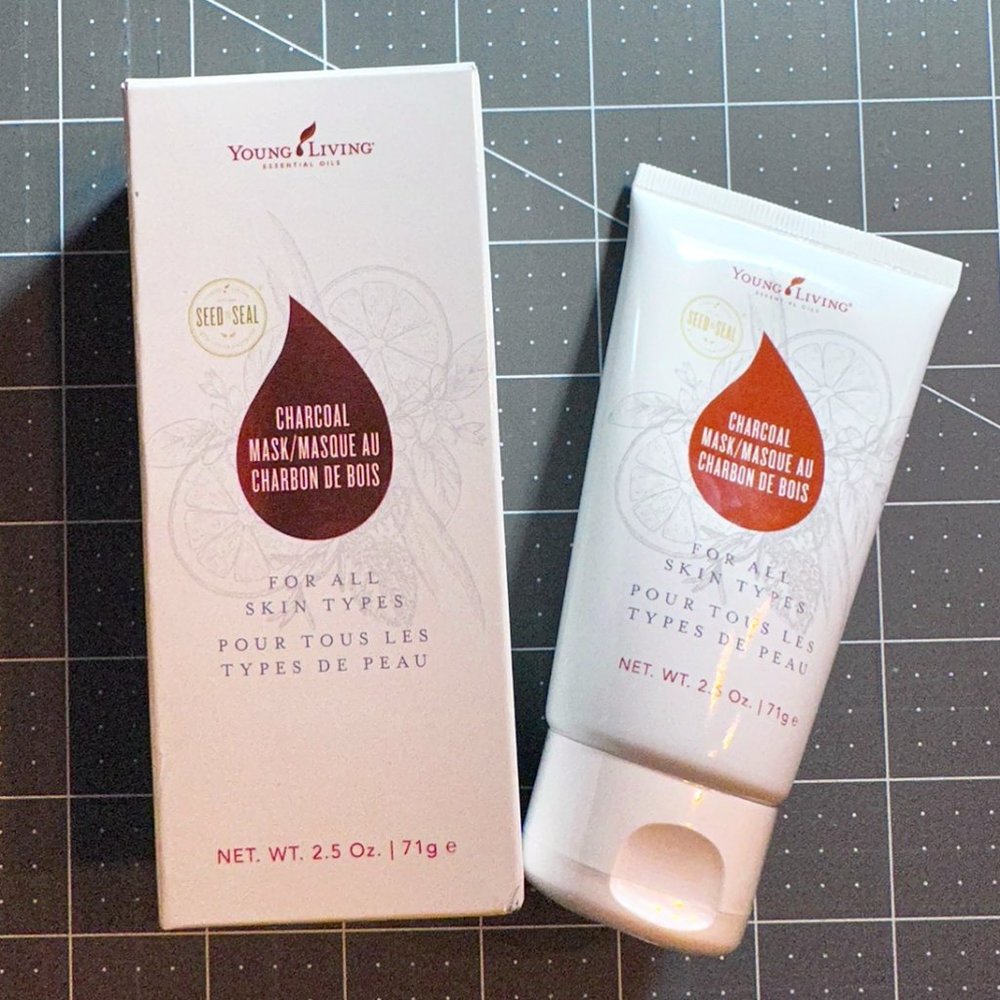 YOUNG LIVING
ESSENTIAL OILS
SEED TO SEAL
CHARCOAL
MASK/MASQUE AU
CHARBON DE BOIS
FOR ALL
SKIN TYPES
POUR TOUS LES
TYPES DE PEAU
NET. WT. 2.5 Oz. | 71g e
YOUNG LIVING
ESSENTIAL OILS
SEED TO SEAL
CHARCOAL
MASK/MASQUE AU
CHARBON DE BOIS
FOR ALL
SKIN TYPES
POUR TOUS LES
TYPES DE PEAU
NET. WT. 2.5 Oz. | 71g e